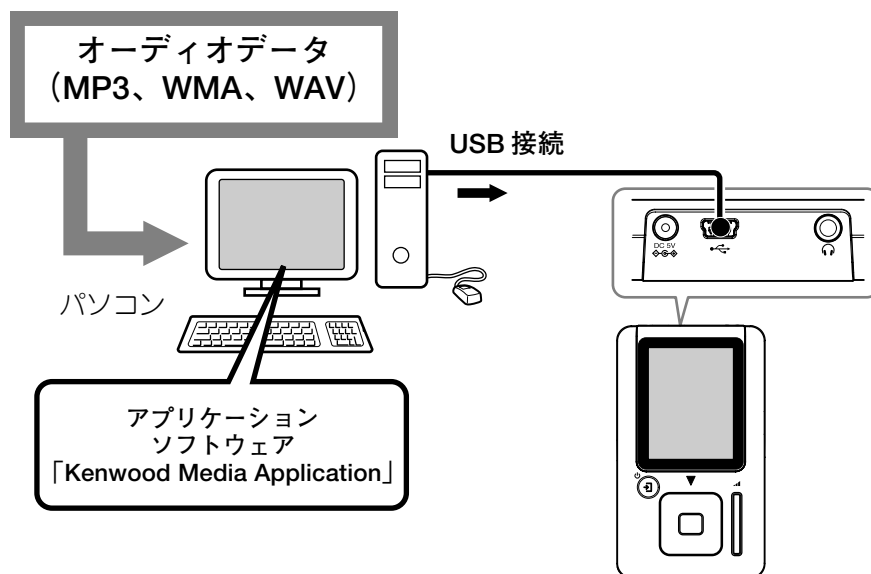 オーディオデータ
（MP3、WMA、WAV）
USB 接続
DC 5V
パソコン
アプリケーション
ソフトウェア
「Kenwood Media Application」